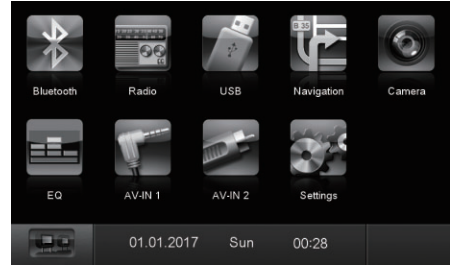 B 35
Bluetooth Radio USB Navigation Camera
EQ AV-IN 1 AV-IN 2 Settings
01.01.2017 Sun 00:28